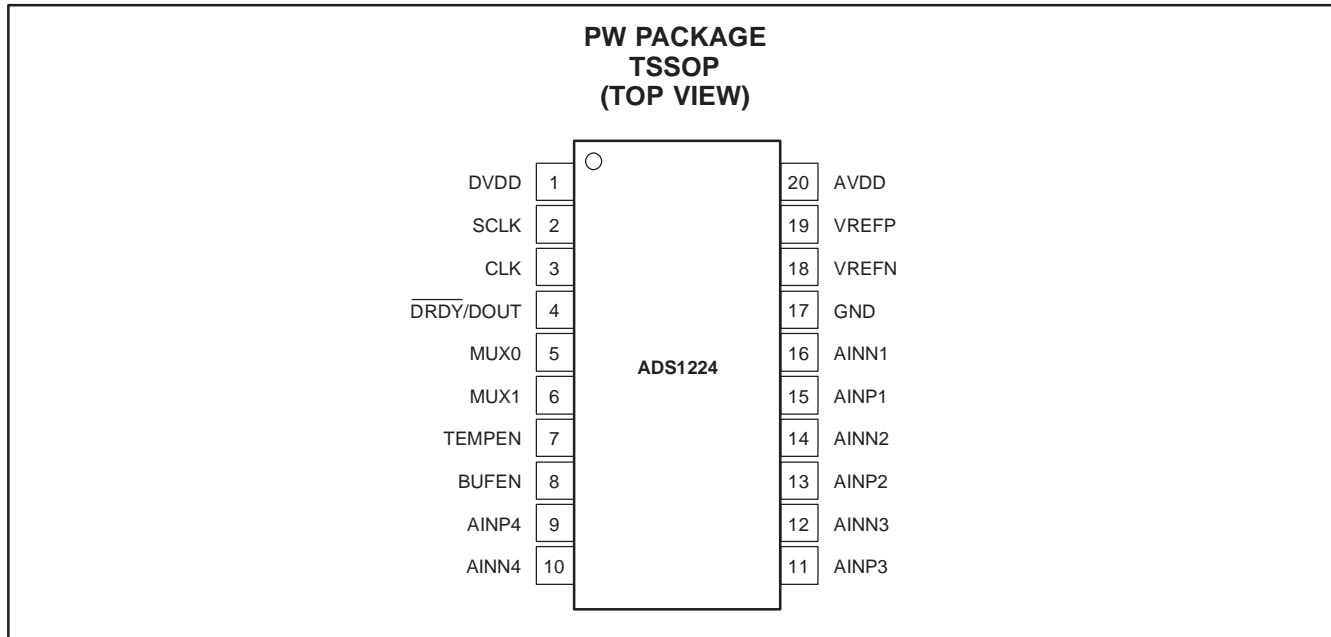 PW PACKAGE
TSSOP
(TOP VIEW)
DVDD 1 20 AVDD
SCLK 2 19 VREFP
CLK 3 18 VREFN
D̅R̅D̅Y̅/DOUT 4 17 GND
MUX0 5 16 AINN1
ADS1224
MUX1 6 15 AINP1
TEMPEN 7 14 AINN2
BUFEN 8 13 AINP2
AINP4 9 12 AINN3
AINN4 10 11 AINP3